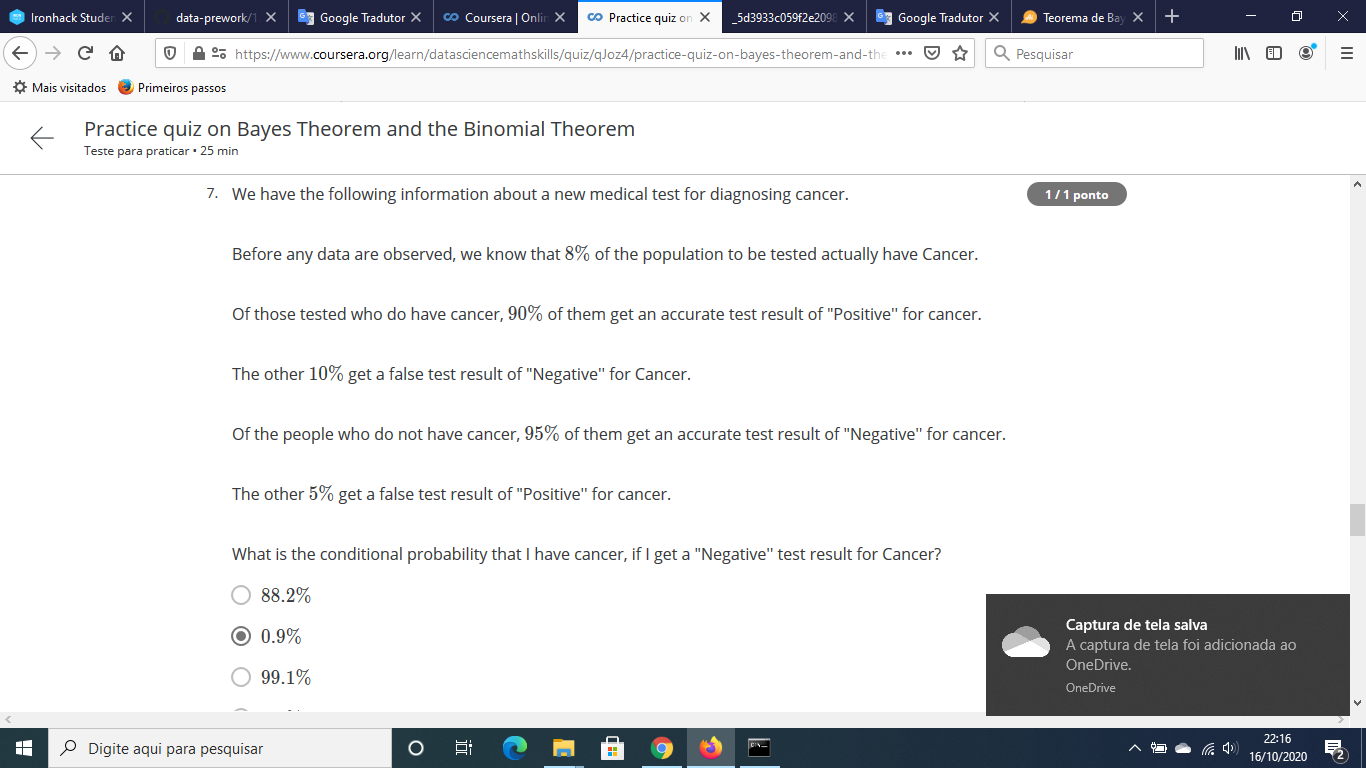 Ironhack Studen
data-prework/1
Google Tradutor
Coursera | Onlin
Practice quiz on
_5d3933c059f2e2098
Google Tradutor
Teorema de Bay
https://www.coursera.org/learn/datasciencemathskills/quiz/qJoz4/practice-quiz-on-bayes-theorem-and-the
Pesquisar
Mais visitados
Primeiros passos
Practice quiz on Bayes Theorem and the Binomial Theorem
Teste para praticar • 25 min
7. We have the following information about a new medical test for diagnosing cancer.
1 / 1 ponto
Before any data are observed, we know that 8% of the population to be tested actually have Cancer.
Of those tested who do have cancer, 90% of them get an accurate test result of "Positive" for cancer.
The other 10% get a false test result of "Negative" for Cancer.
Of the people who do not have cancer, 95% of them get an accurate test result of "Negative" for cancer.
The other 5% get a false test result of "Positive" for cancer.
What is the conditional probability that I have cancer, if I get a "Negative" test result for Cancer?
88.2%
0.9%
99.1%
Captura de tela salva
A captura de tela foi adicionada ao
OneDrive.
OneDrive
Digite aqui para pesquisar
22:16
16/10/2020
2